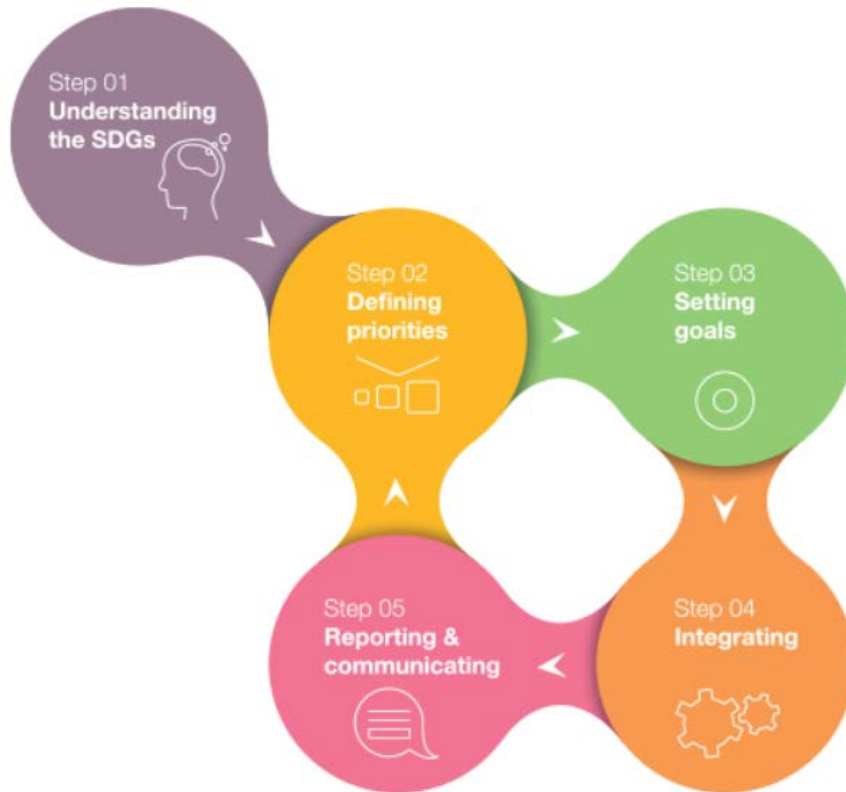 Step 01
Understanding
the SDGs
Step 02
Defining
priorities
Step 03
Setting
goals
Step 04
Integrating
Step 05
Reporting &
communicating